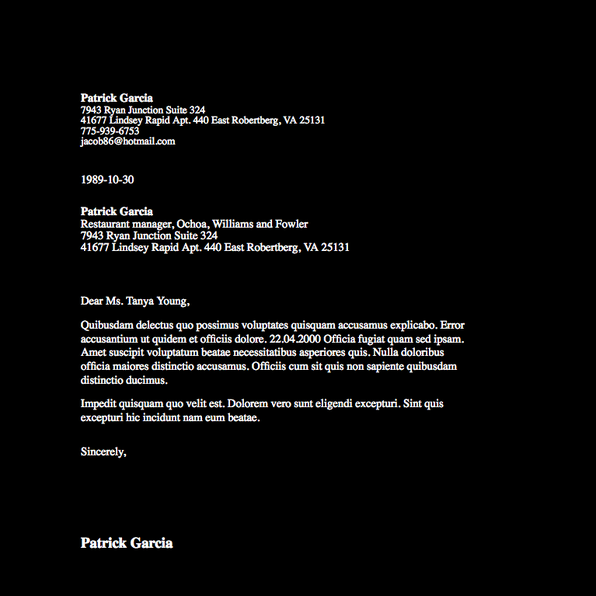 Patrick Garcia
7943 Ryan Junction Suite 324
41677 Lindsey Rapid Apt. 440 East Robertberg, VA 25131
775-939-6753
jacob86@hotmail.com
1989-10-30
Patrick Garcia
Restaurant manager, Ochoa, Williams and Fowler
7943 Ryan Junction Suite 324
41677 Lindsey Rapid Apt. 440 East Robertberg, VA 25131
Dear Ms. Tanya Young,
Quibusdam delectus quo possimus voluptates quisquam accusamus explicabo. Error
accusantium ut quidem et officiis dolore. 22.04.2000 Officia fugiat quam sed ipsam.
Amet suscipit voluptatum beatae necessitatibus asperiores quis. Nulla doloribus
officia maiores distinctio accusamus. Officiis cum sit quis non sapiente quibusdam
distinctio ducimus.
Impedit quisquam quo velit est. Dolorem vero sunt eligendi excepturi. Sint quis
excepturi hic incidunt nam eum beatae.
Sincerely,
Patrick Garcia